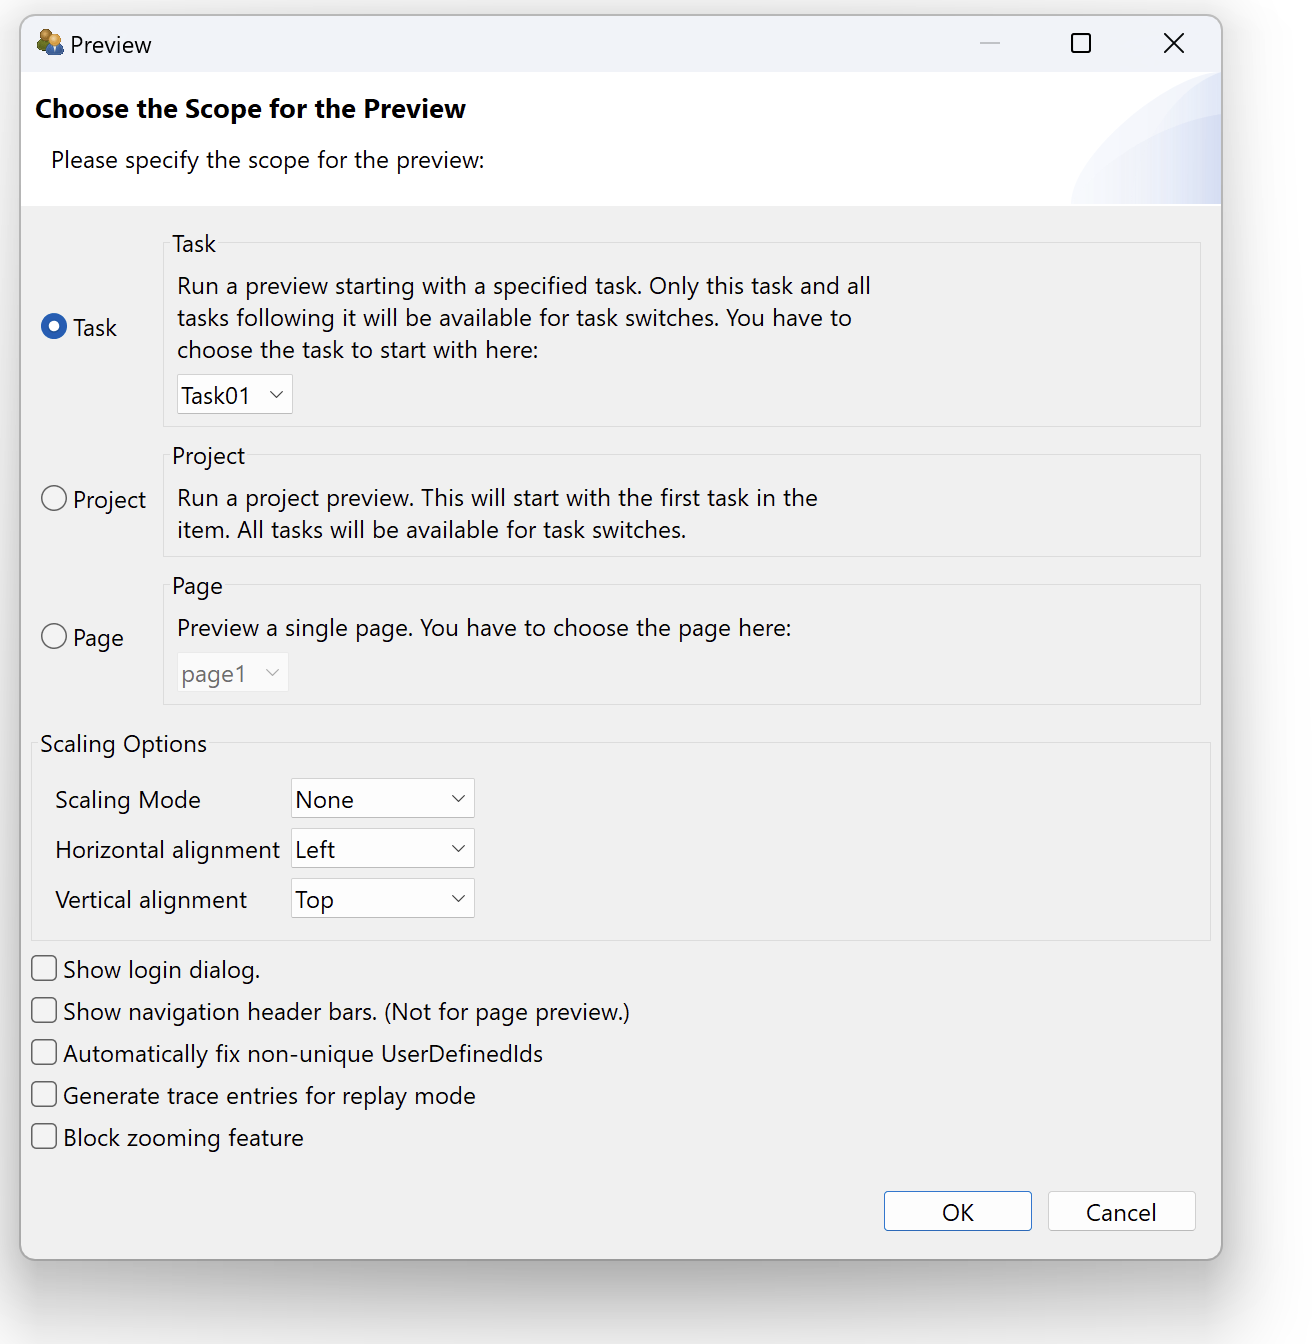 Preview
Choose the Scope for the Preview
Please specify the scope for the preview:
Task
Run a preview starting with a specified task. Only this task and all
tasks following it will be available for task switches. You have to
choose the task to start with here:
Task
Task01
Project
Run a project preview. This will start with the first task in the
item. All tasks will be available for task switches.
Project
Page
Preview a single page. You have to choose the page here:
Page
page1
Scaling Options
Scaling Mode None
Horizontal alignment Left
Vertical alignment Top
Show login dialog.
Show navigation header bars. (Not for page preview.)
Automatically fix non-unique UserDefinedIds
Generate trace entries for replay mode
Block zooming feature
OK Cancel